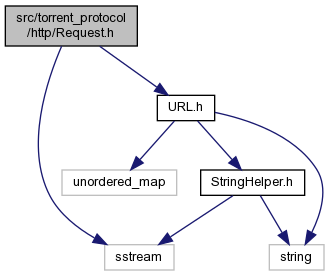 src/torrent_protocol
/http/Request.h
URL.h
unordered_map
StringHelper.h
sstream
string